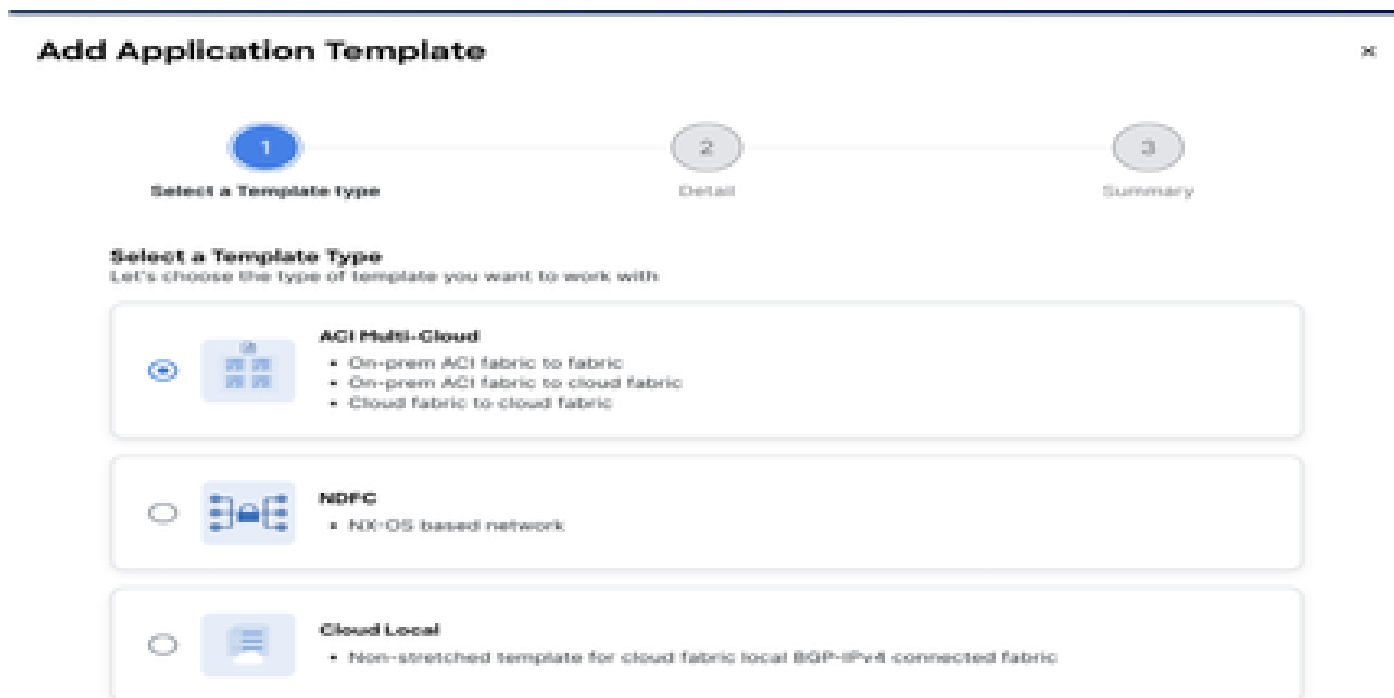 Add Application Template
×
1
2
3
Select a Template type
Detail
Summary
Select a Template Type
Let's choose the type of template you want to work with
ACI Multi-Cloud
• On-prem ACI fabric to fabric
• On-prem ACI fabric to cloud fabric
• Cloud fabric to cloud fabric
NDFC
• NX-OS based network
Cloud Local
• Non-stretched template for cloud fabric local BGP-IPv4 connected fabric